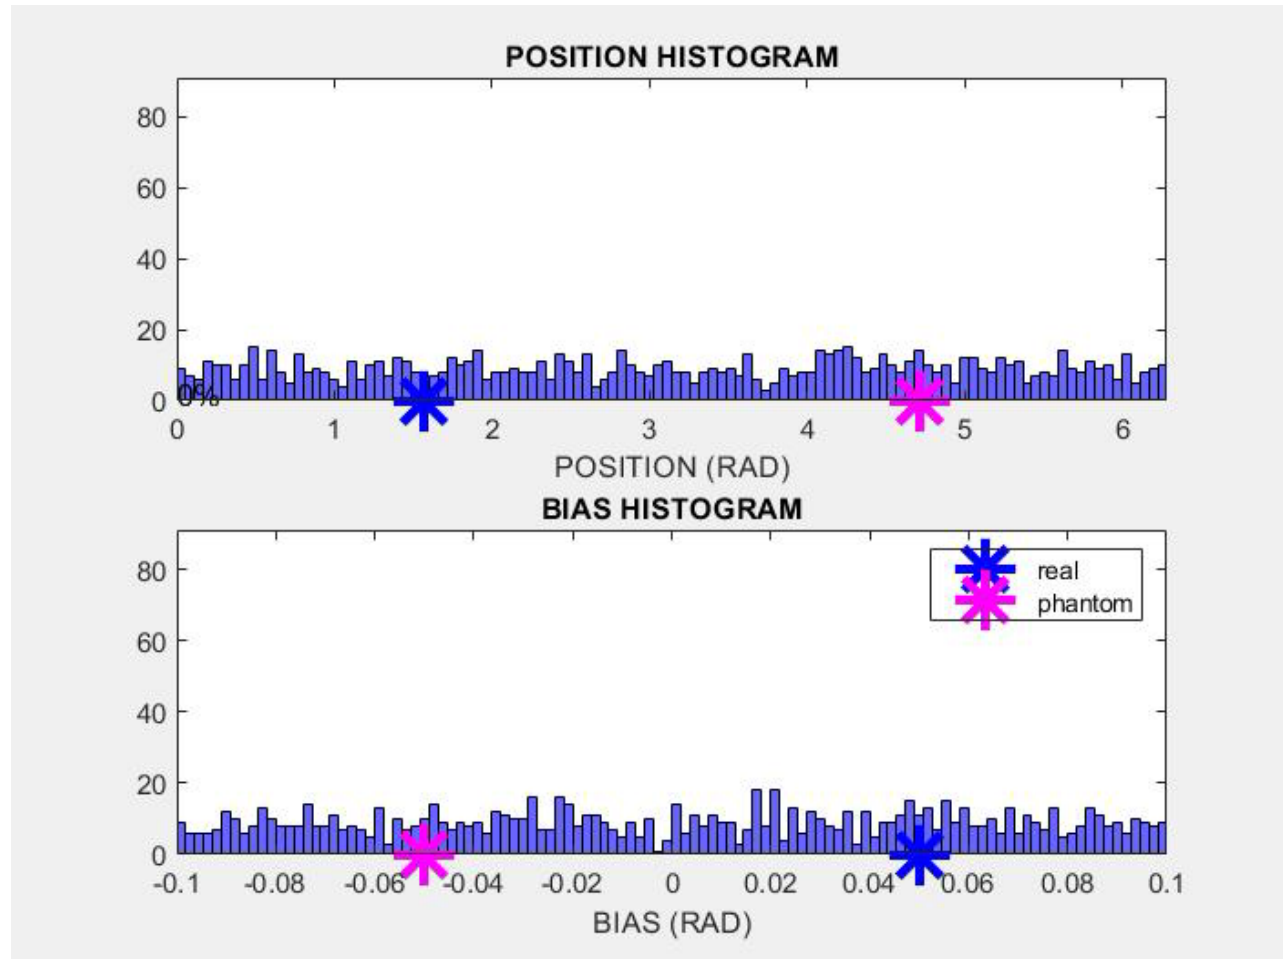 POSITION HISTOGRAM
80
60
40
20
0
0%
0 1 2 3 4 5 6
POSITION (RAD)
BIAS HISTOGRAM
real
phantom
80
60
40
20
0
-0.1 -0.08 -0.06 -0.04 -0.02 0 0.02 0.04 0.06 0.08 0.1
BIAS (RAD)